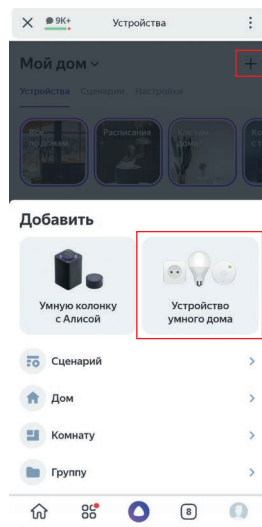 9K+ Устройства
Мой дом
Устройства Сценарии Настройки
Расписания
Добавить
Умную колонку
с Алисой
Устройство
умного дома
Сценарий
Дом
Комнату
Группу
8